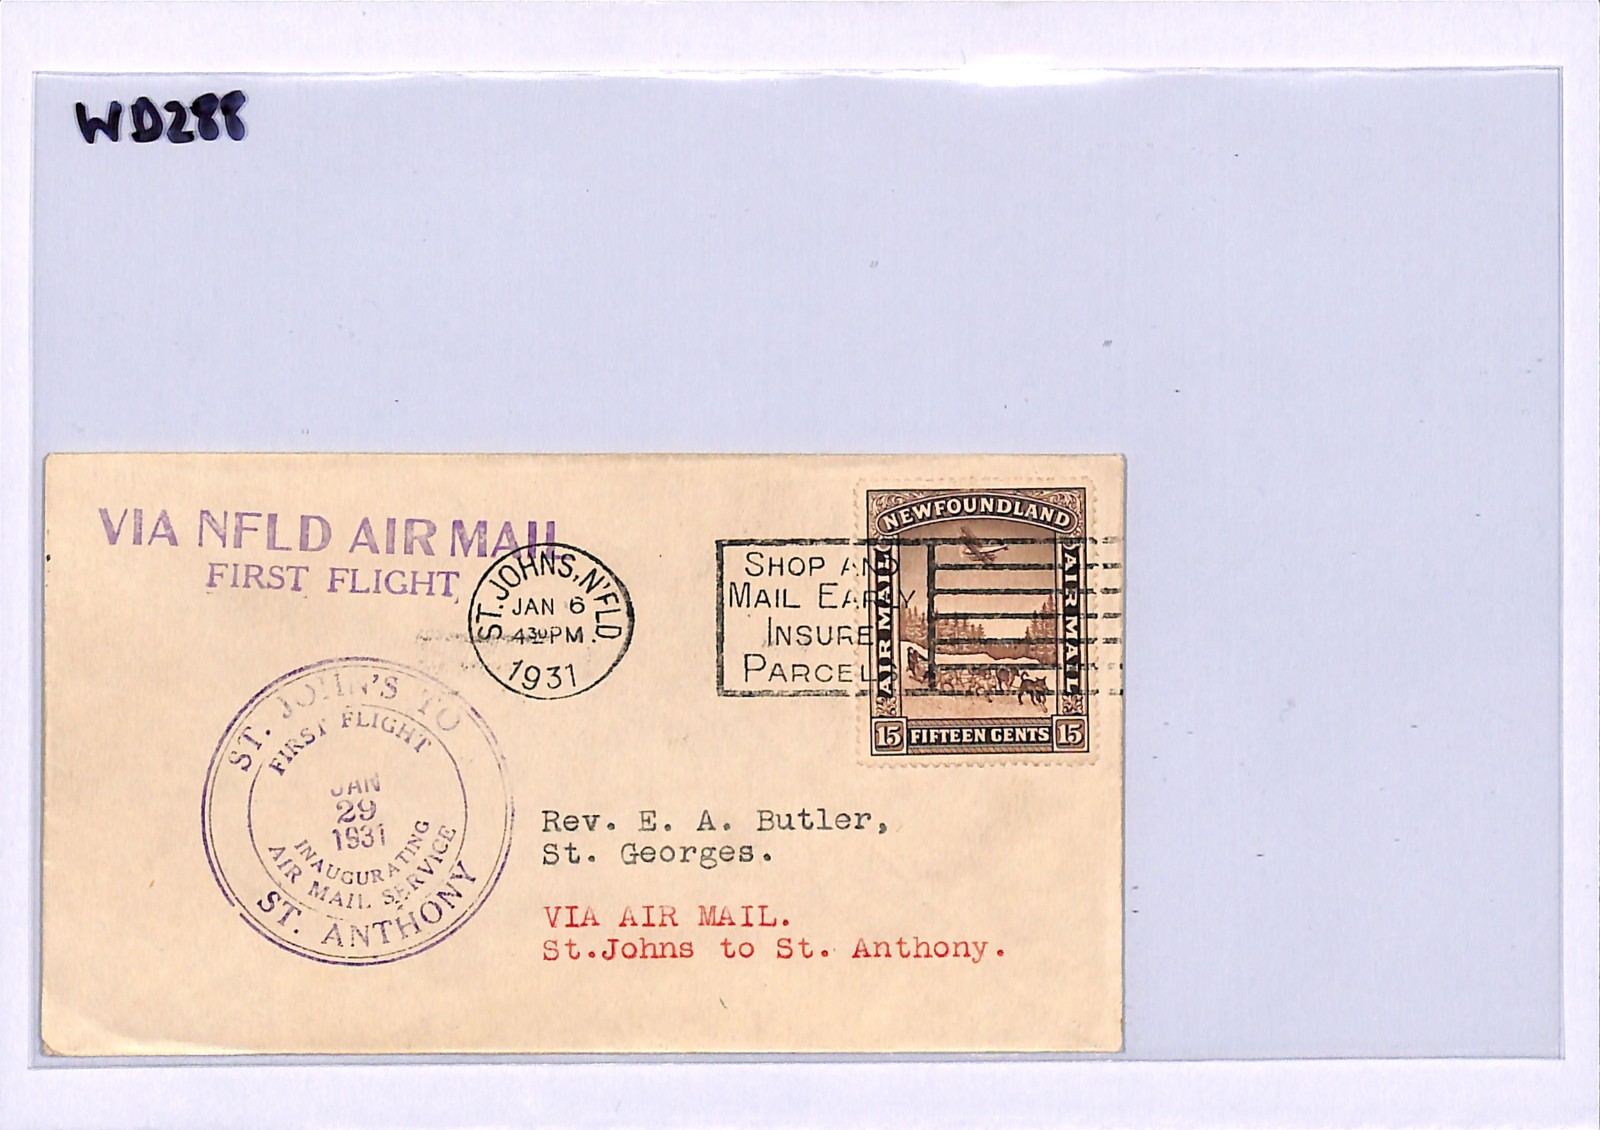 WD288
VIA NFLD AIR MAIL
FIRST FLIGHT
ST. JOHNS, N'FLD.
JAN 6
4 30 PM
1931
SHOP AND
MAIL EARLY
INSURE
PARCEL
NEWFOUNDLAND
AIR MAIL
AIR MAIL
15 FIFTEEN CENTS 15
ST. JOHN'S TO
FIRST FLIGHT
JAN
29
1931
INAUGURATING
AIR MAIL SERVICE
ST. ANTHONY
Rev. E. A. Butler,
St. Georges.
VIA AIR MAIL.
St.Johns to St. Anthony.